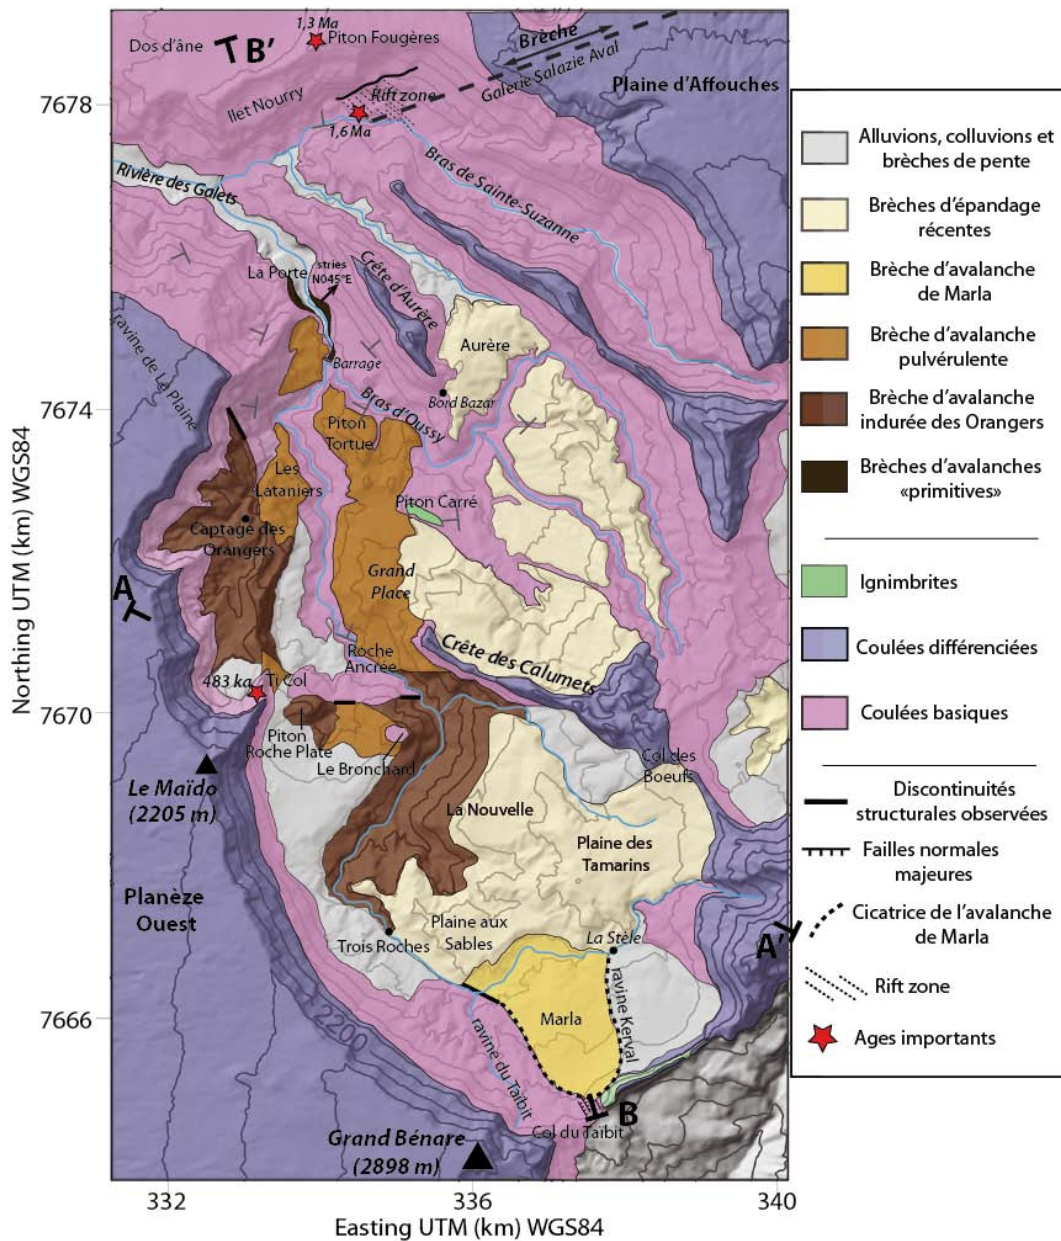 1,3 Ma
Piton Fougères
Dos d'âne
B'
Brèche
Galerie Salazie Aval
Plaine d'Affouches
Rift zone
Ilet Nourry
1,6 Ma
7678
Rivière des Galets
Bras de Sainte-Suzanne
La Porte
stries
N045°E
Crête d'Aurère
Aurère
ravine de La Plaine
Barrage
Bord Bazar
7674
Bras d'Oussy
Piton
Tortue
Les
Lataniers
Piton Carré
Captage des
Orangers
Grand
Place
A
Roche
Ancrée
Crête des Calumets
483 ka
Ti Col
7670
Piton
Roche Plate
Le Bronchard
Col des
Boeufs
Le Maïdo
(2205 m)
La Nouvelle
Plaine des
Tamarins
Planèze
Ouest
Plaine aux
Sables
Trois Roches
La Stèle
A'
7666
2200
Marla
ravine Kerval
ravine du Taïbit
B
Col du Taïbit
Grand Bénare
(2898 m)
332
336
340
Easting UTM (km) WGS84
Northing UTM (km) WGS84
Alluvions, colluvions et
brèches de pente
Brèches d'épandage
récentes
Brèche d'avalanche
de Marla
Brèche d'avalanche
pulvérulente
Brèche d'avalanche
indurée des Orangers
Brèches d'avalanches
«primitives»
Ignimbrites
Coulées différenciées
Coulées basiques
Discontinuités
structurales observées
Failles normales
majeures
Cicatrice de l'avalanche
de Marla
Rift zone
Ages importants